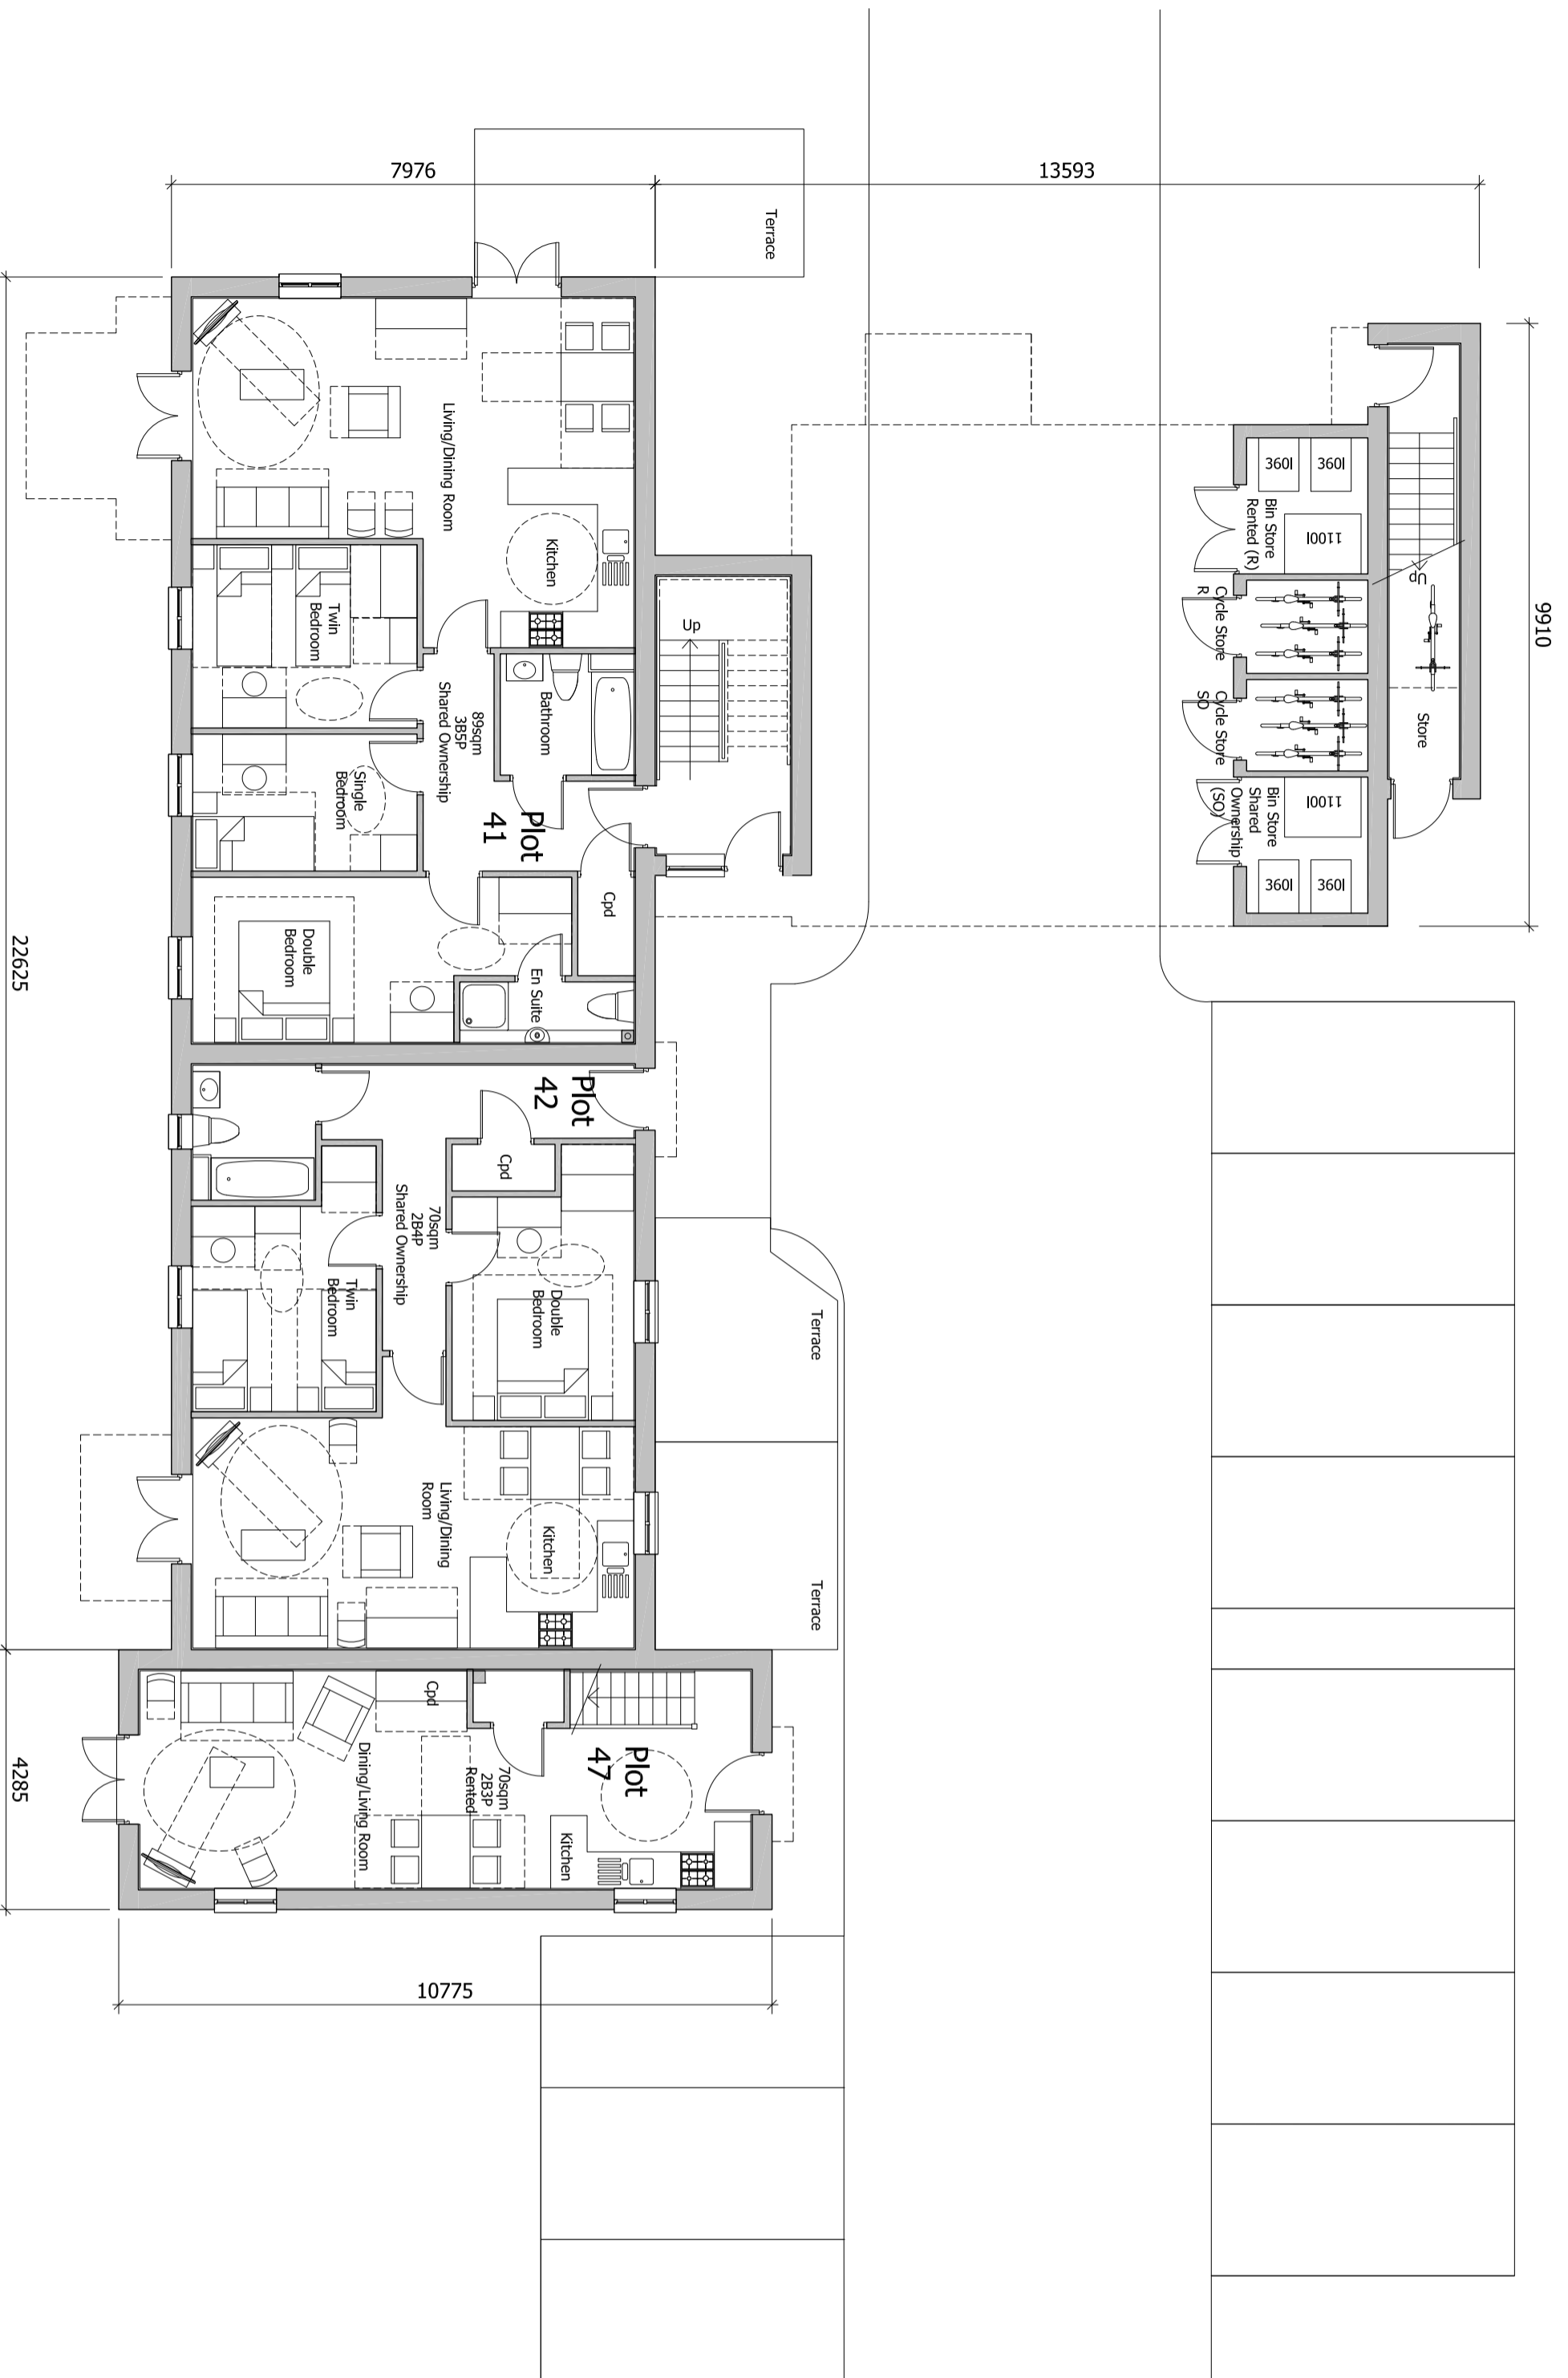 7976
13593
9910
22625
4285
10775
Terrace
Living/Dining Room
Kitchen
Twin
Bedroom
Single
Bedroom
Bathroom
89sqm
3B5P
Shared Ownership
Plot
41
Up
Cpd
Double
Bedroom
En Suite
Plot
42
Cpd
70sqm
2B4P
Shared Ownership
Twin
Bedroom
Double
Bedroom
Living/Dining
Room
Kitchen
Terrace
Terrace
Plot
47
70sqm
2B3P
Rented
Cpd
Dining/Living Room
Kitchen
360l
360l
1100l
Bin Store
Rented (R)
Up
Cycle Store
R
Cycle Store
SO
Store
1100l
Bin Store
Shared
Ownership
(SO)
360l
360l